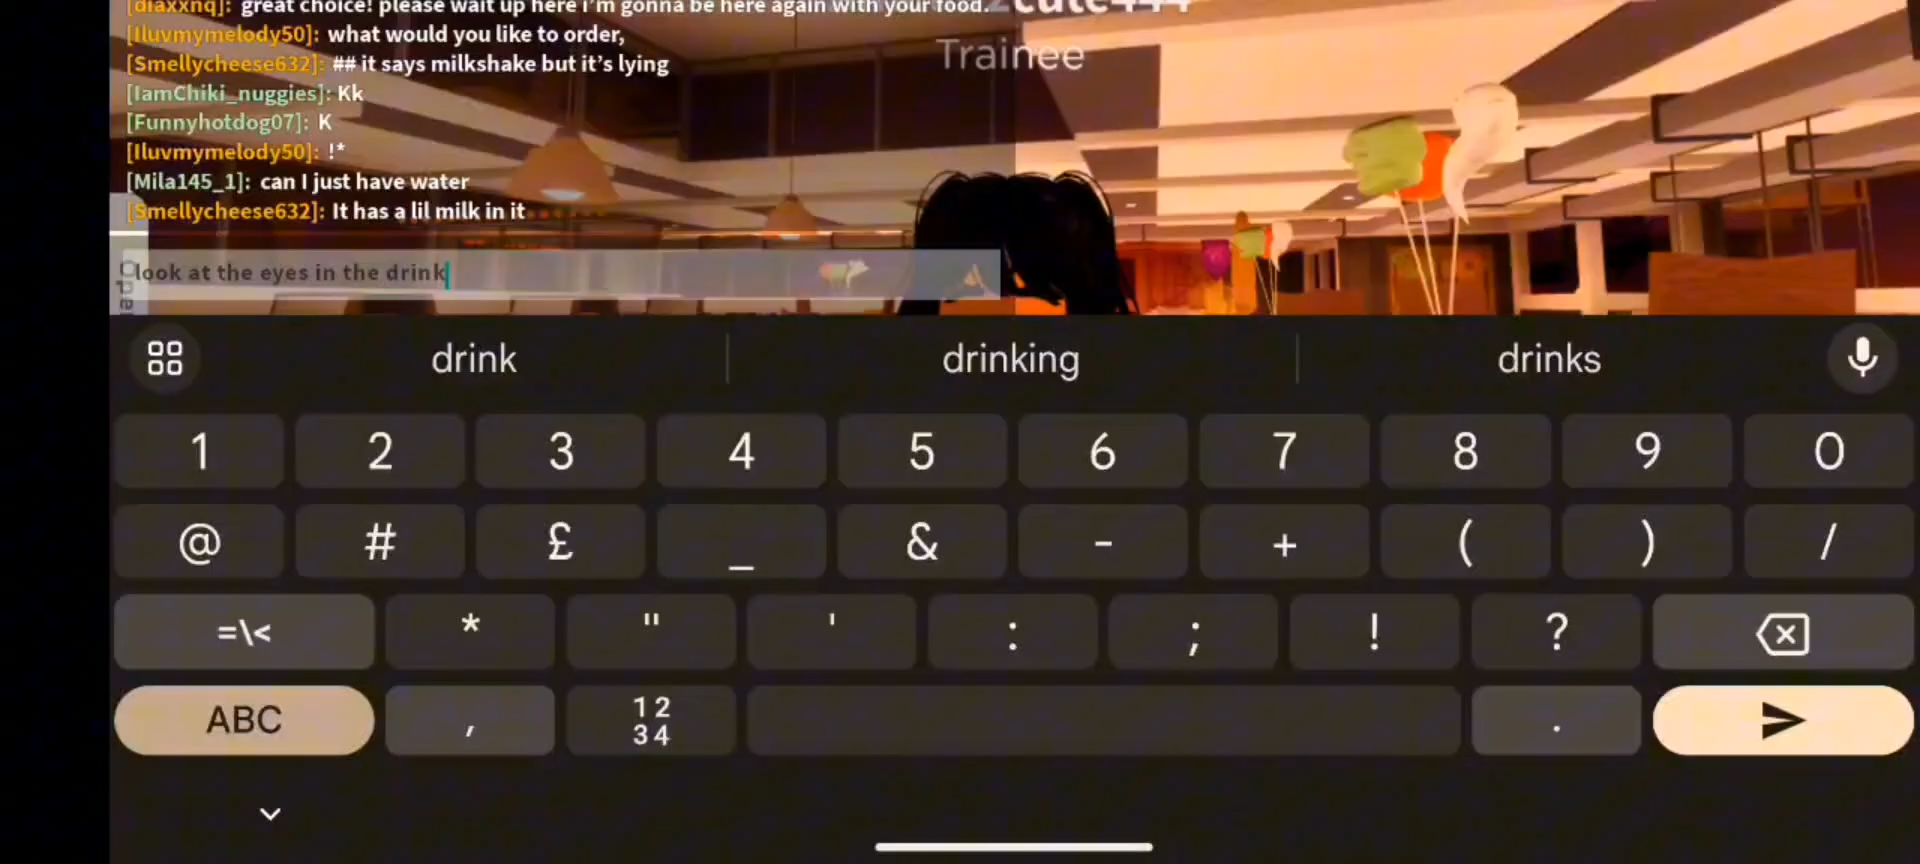 [diaxxnq]: great choice! please wait up here i'm gonna be here again with your food.
[Iluvmymelody50]: what would you like to order,
Trainee
[Smellycheese632]: ## it says milkshake but it's lying
[IamChiki_nuggies]: Kk
[Funnyhotdog07]: K
[Iluvmymelody50]: !*
[Mila145_1]: can I just have water
[Smellycheese632]: It has a lil milk in it
look at the eyes in the drink
drink drinking drinks
1 2 3 4 5 6 7 8 9 0
@ # £ _ & - + ( ) /
=\< * " ' : ; ! ?
ABC , 12 34 .